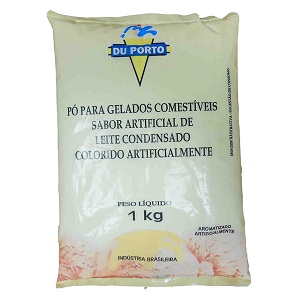 DU PORTO
PÓ PARA GELADOS COMESTÍVEIS
SABOR ARTIFICIAL DE
LEITE CONDENSADO
COLORIDO ARTIFICIALMENTE
PESO LÍQUIDO
1 kg
AROMATIZADO
ARTIFICIALMENTE
INDÚSTRIA BRASILEIRA